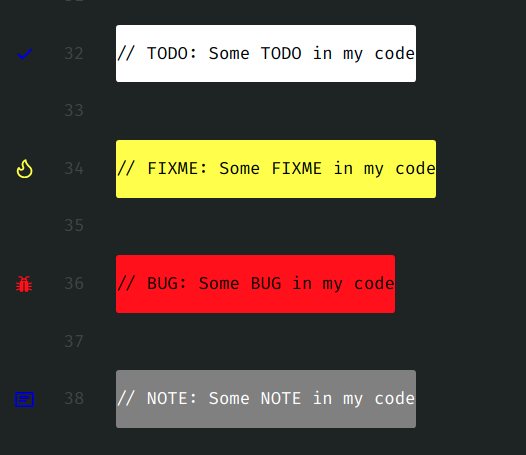 32 // TODO: Some TODO in my code
33
34 // FIXME: Some FIXME in my code
35
36 // BUG: Some BUG in my code
37
38 // NOTE: Some NOTE in my code